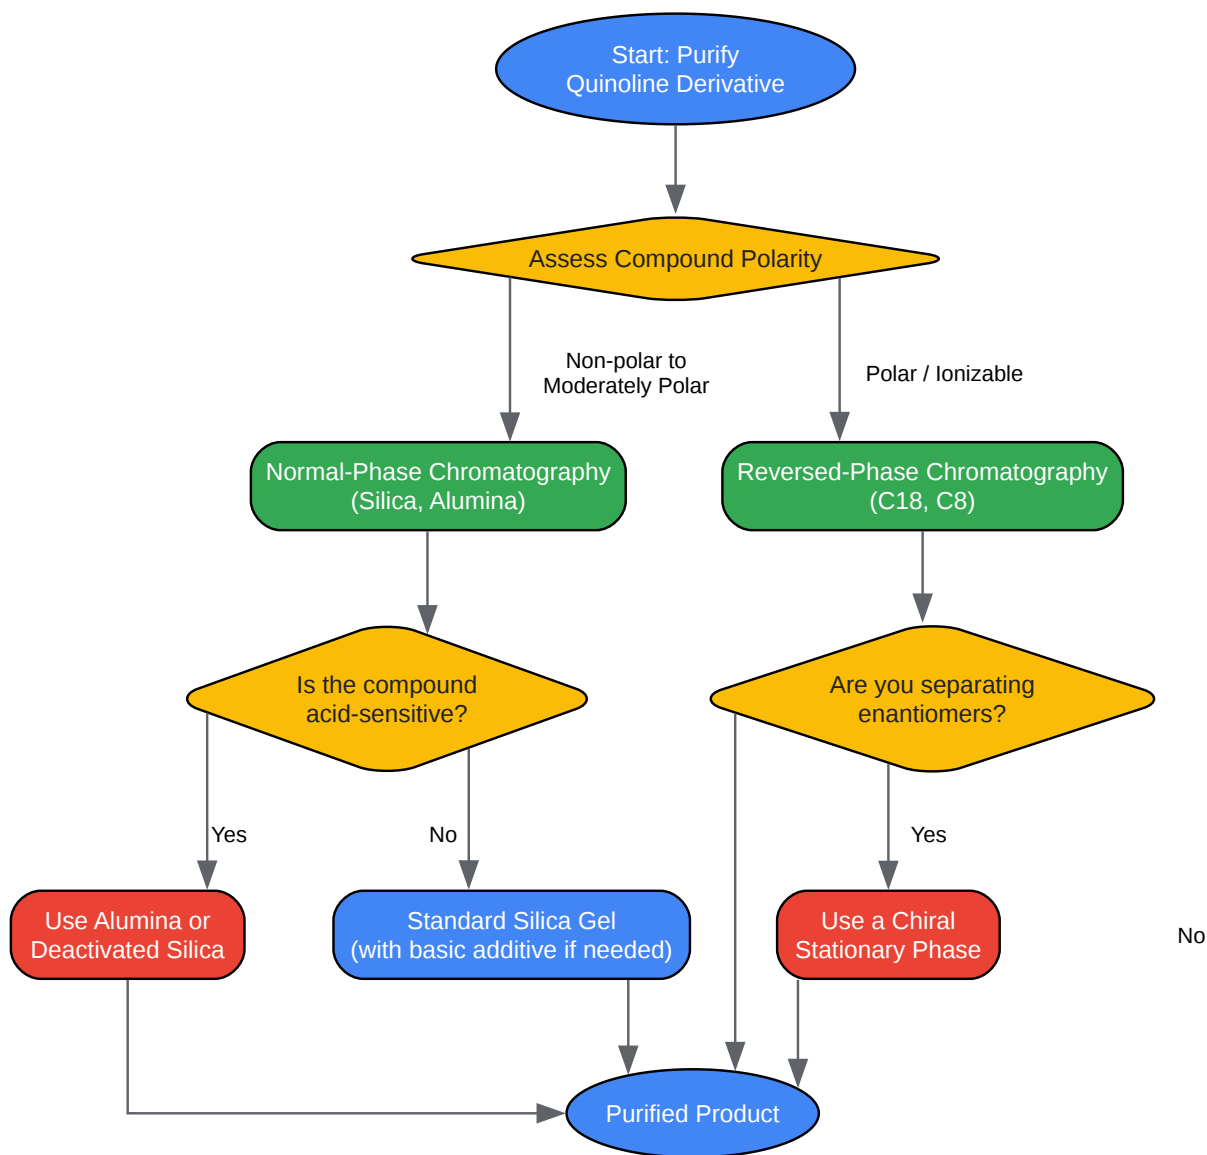 Start: Purify
Quinoline Derivative
Assess Compound Polarity
Non-polar to
Moderately Polar
Polar / Ionizable
Normal-Phase Chromatography
(Silica, Alumina)
Reversed-Phase Chromatography
(C18, C8)
Is the compound
acid-sensitive?
Are you separating
enantiomers?
Yes
No
Yes
Use Alumina or
Deactivated Silica
Standard Silica Gel
(with basic additive if needed)
Use a Chiral
Stationary Phase
No
Purified Product